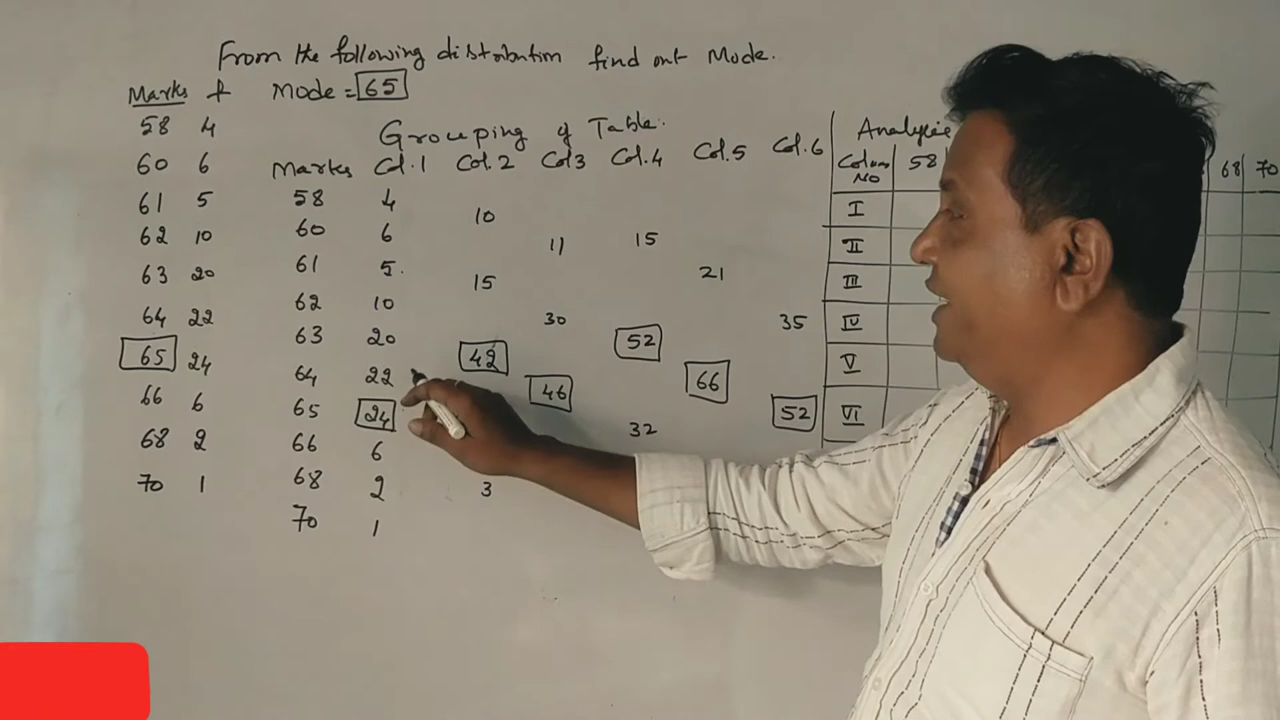 From the following distribution find out Mode.
Marks f Mode = 65
58 4
60 6
61 5
62 10
63 20
64 22
65 24
66 6
68 2
70 1
Grouping of Table.
Marks Col.1 Col.2 Col3 Col.4 Col.5 Col.6
58 4
10
60 6
11 15
61 5
21
15
62 10
30 35
63 20
52
42
64 22
46 66
65 24
52
32
66 6
68 2
3
70 1
Colum No 58 68 70
I
II
III
IV
V
VI